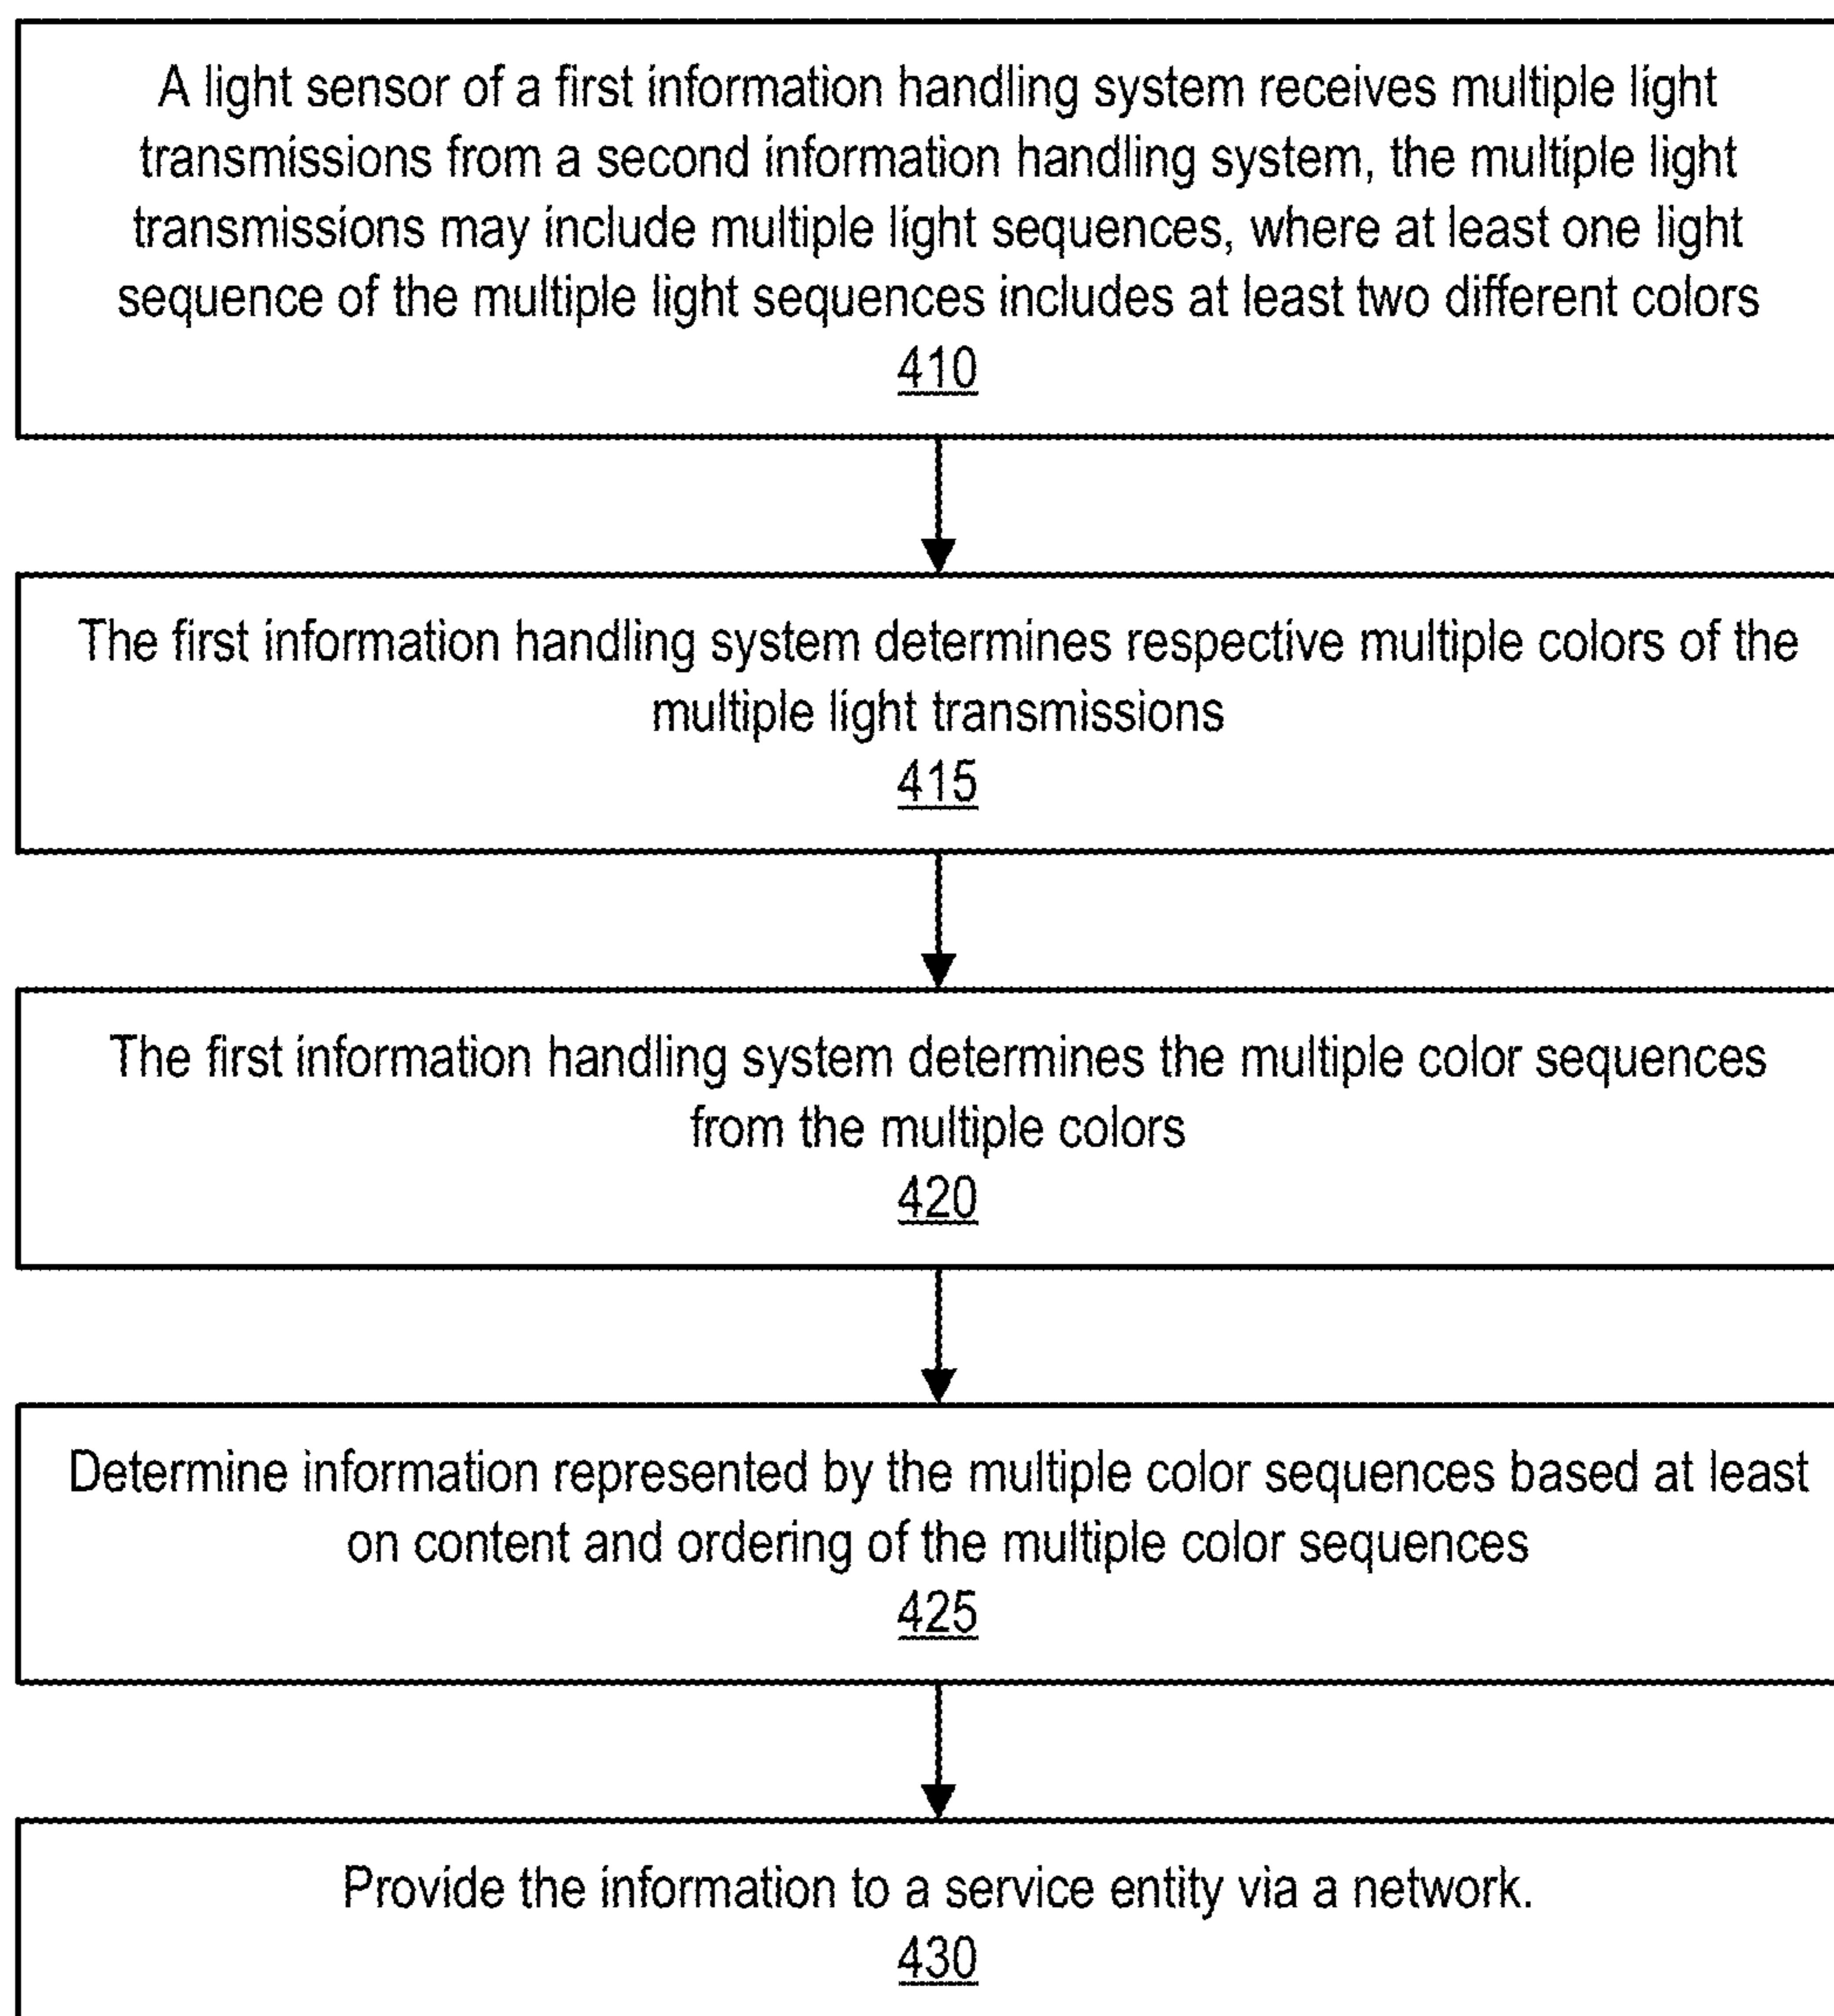 A light sensor of a first information handling system receives multiple light
transmissions from a second information handling system, the multiple light
transmissions may include multiple light sequences, where at least one light
sequence of the multiple light sequences includes at least two different colors
410
The first information handling system determines respective multiple colors of the
multiple light transmissions
415
The first information handling system determines the multiple color sequences
from the multiple colors
420
Determine information represented by the multiple color sequences based at least
on content and ordering of the multiple color sequences
425
Provide the information to a service entity via a network.
430